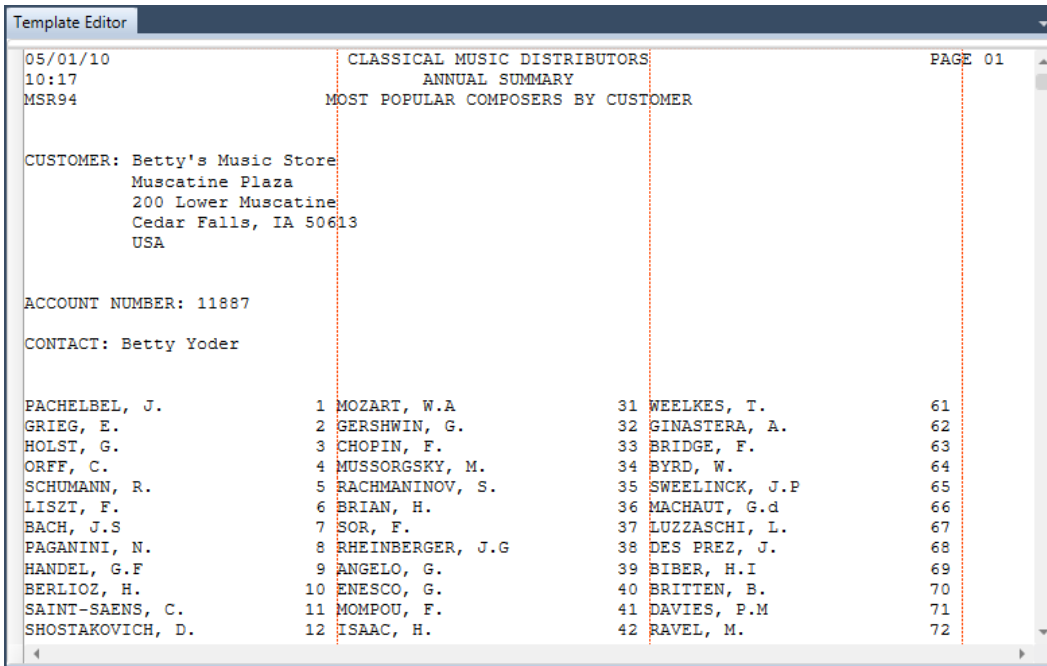 Template Editor
05/01/10 CLASSICAL MUSIC DISTRIBUTORS PAGE 01
10:17 ANNUAL SUMMARY
MSR94 MOST POPULAR COMPOSERS BY CUSTOMER
CUSTOMER: Betty's Music Store
Muscatine Plaza
200 Lower Muscatine
Cedar Falls, IA 50613
USA
ACCOUNT NUMBER: 11887
CONTACT: Betty Yoder
PACHELBEL, J. 1 MOZART, W.A 31 WEELKES, T. 61
GRIEG, E. 2 GERSHWIN, G. 32 GINASTERA, A. 62
HOLST, G. 3 CHOPIN, F. 33 BRIDGE, F. 63
ORFF, C. 4 MUSSORGSKY, M. 34 BYRD, W. 64
SCHUMANN, R. 5 RACHMANINOV, S. 35 SWEELINCK, J.P 65
LISZT, F. 6 BRIAN, H. 36 MACHAUT, G.d 66
BACH, J.S 7 SOR, F. 37 LUZZASCHI, L. 67
PAGANINI, N. 8 RHEINBERGER, J.G 38 DES PREZ, J. 68
HANDEL, G.F 9 ANGELO, G. 39 BIBER, H.I 69
BERLIOZ, H. 10 ENESCO, G. 40 BRITTEN, B. 70
SAINT-SAENS, C. 11 MOMPOU, F. 41 DAVIES, P.M 71
SHOSTAKOVICH, D. 12 ISAAC, H. 42 RAVEL, M. 72